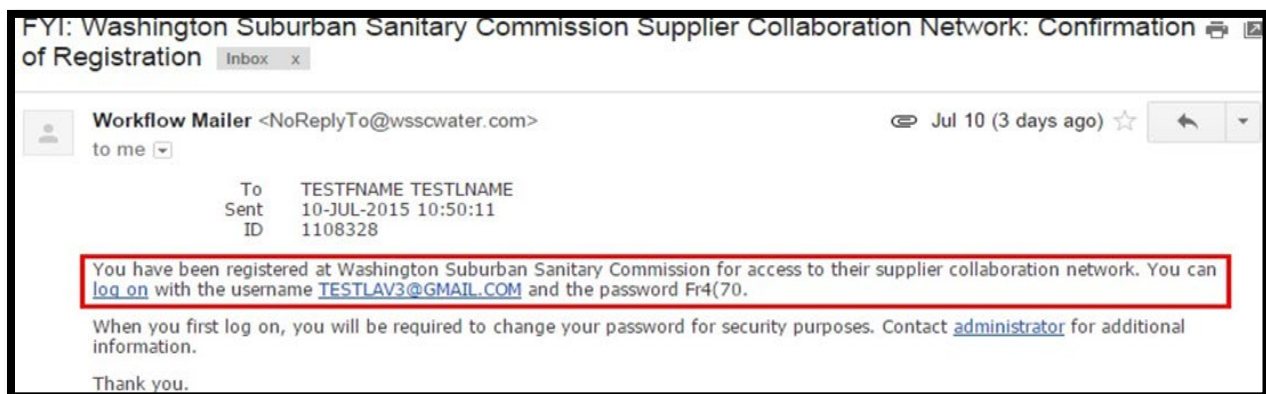 FYI: Washington Suburban Sanitary Commission Supplier Collaboration Network: Confirmation
of Registration Inbox x
Workflow Mailer <NoReplyTo@wsscwater.com> Jul 10 (3 days ago)
to me
To TESTFNAME TESTLNAME
Sent 10-JUL-2015 10:50:11
ID 1108328
You have been registered at Washington Suburban Sanitary Commission for access to their supplier collaboration network. You can
log on with the username TESTLAV3@GMAIL.COM and the password Fr4(70.
When you first log on, you will be required to change your password for security purposes. Contact administrator for additional
information.
Thank you.